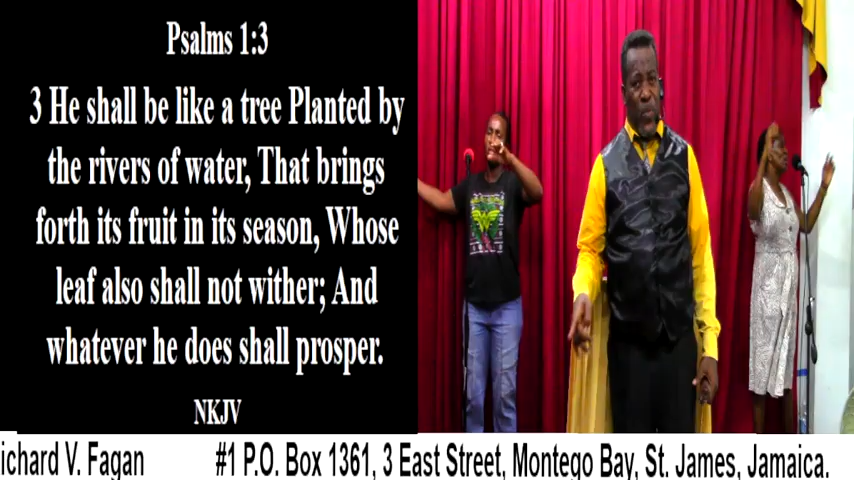 Psalms 1:3
3 He shall be like a tree Planted by
the rivers of water, That brings
forth its fruit in its season, Whose
leaf also shall not wither; And
whatever he does shall prosper.
NKJV
ichard V. Fagan #1 P.O. Box 1361, 3 East Street, Montego Bay, St. James, Jamaica.